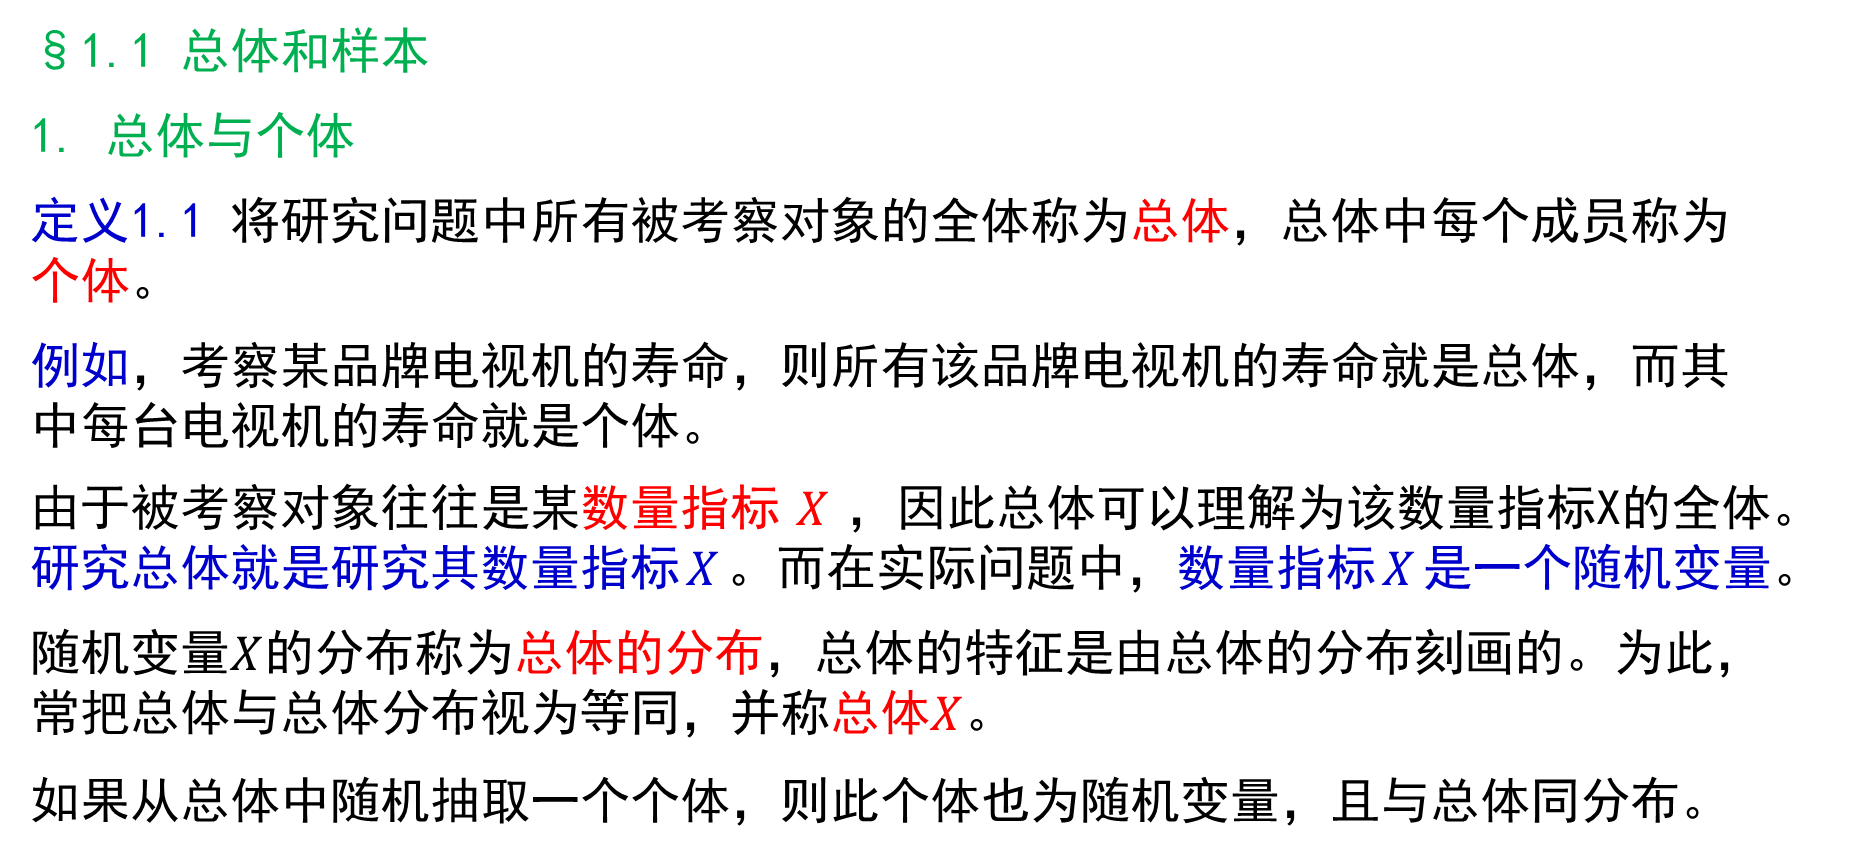 §1.1 总体和样本
1. 总体与个体
定义1.1 将研究问题中所有被考察对象的全体称为总体，总体中每个成员称为
个体。
例如，考察某品牌电视机的寿命，则所有该品牌电视机的寿命就是总体，而其
中每台电视机的寿命就是个体。
由于被考察对象往往是某数量指标 X ，因此总体可以理解为该数量指标X的全体。
研究总体就是研究其数量指标X 。而在实际问题中，数量指标X 是一个随机变量。
随机变量X的分布称为总体的分布，总体的特征是由总体的分布刻画的。为此，
常把总体与总体分布视为等同，并称总体X 。
如果从总体中随机抽取一个个体，则此个体也为随机变量，且与总体同分布。